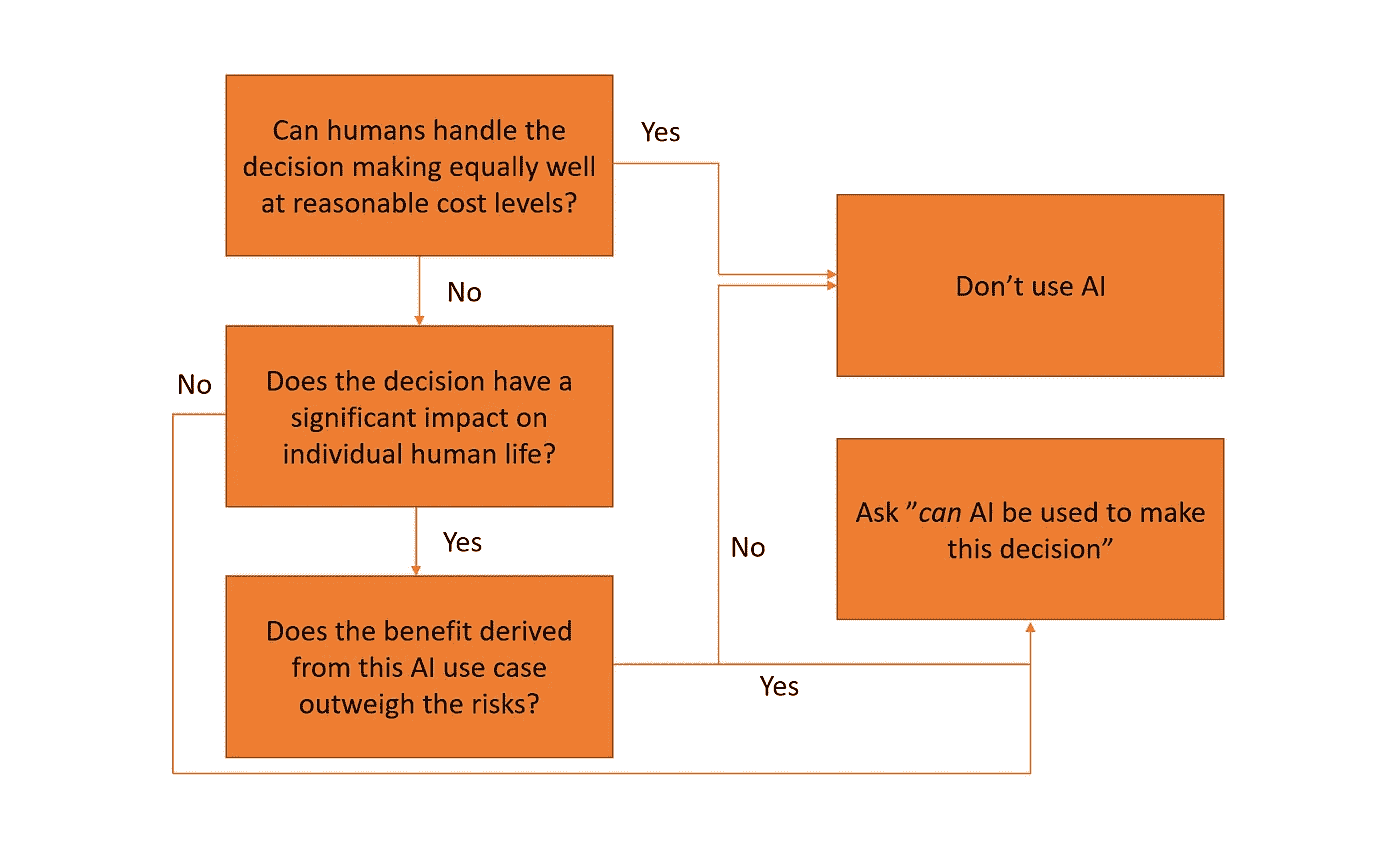 Can humans handle the
decision making equally well
at reasonable cost levels?
Yes
No
Don’t use AI
No
Does the decision have a
significant impact on
individual human life?
Yes
Ask ”can AI be used to make
this decision”
No
Does the benefit derived
from this AI use case
outweigh the risks?
Yes